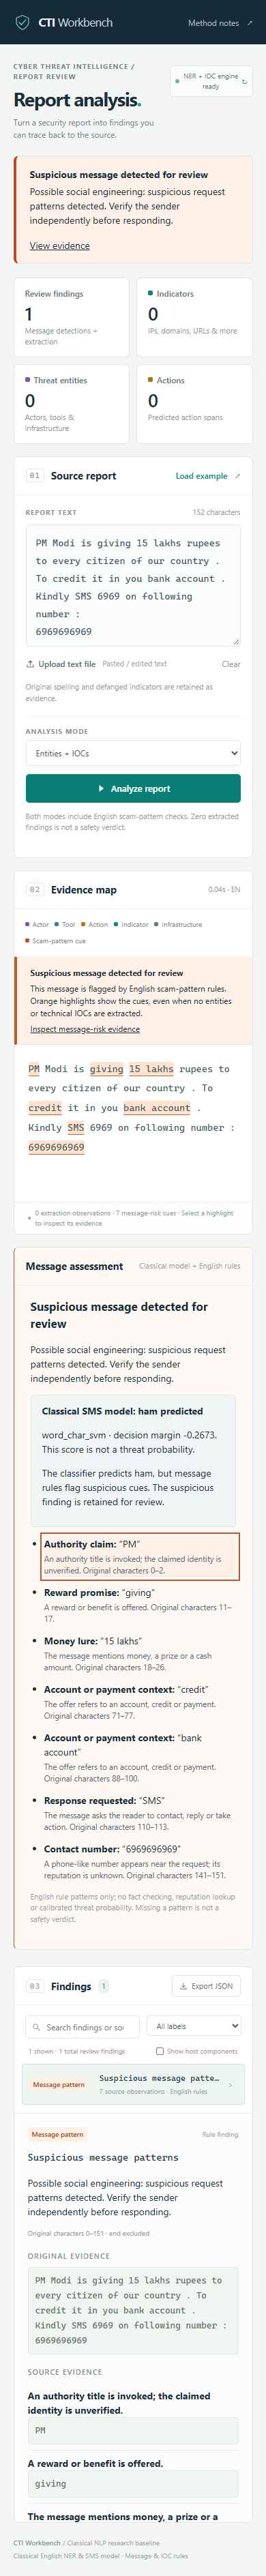 CTI Workbench
Method notes ↗
CYBER THREAT INTELLIGENCE /
REPORT REVIEW
NER + IOC engine
ready
Report analysis.
Turn a security report into findings you
can trace back to the source.
Suspicious message detected for review
Possible social engineering: suspicious request
patterns detected. Verify the sender
independently before responding.
View evidence
Review findings
1
Message detections +
extraction
Indicators
0
IPs, domains, URLs & more
Threat entities
0
Actors, tools &
infrastructure
Actions
0
Predicted action spans
01 Source report
Load example ↗
REPORT TEXT
152 characters
PM Modi is giving 15 lakhs rupees
to every citizen of our country .
To credit it in you bank account .
Kindly SMS 6969 on following
number :
6969696969
Upload text file
Pasted / edited text
Clear
Original spelling and defanged indicators are retained as
evidence.
ANALYSIS MODE
Entities + IOCs
Analyze report
Both modes include English scam-pattern checks. Zero extracted
findings is not a safety verdict.
02 Evidence map
0.04s · EN
Actor Tool Action Indicator Infrastructure
Scam-pattern cue
Suspicious message detected for review
This message is flagged by English scam-pattern rules.
Orange highlights show the cues, even when no entities
or technical IOCs are extracted.
Inspect message-risk evidence
PM Modi is giving 15 lakhs rupees to
every citizen of our country . To
credit it in you bank account .
Kindly SMS 6969 on following number :
6969696969
0 extraction observations · 7 message-risk cues · Select a highlight
to inspect its evidence
Message assessment
Classical model + English rules
Suspicious message detected for
review
Possible social engineering: suspicious request
patterns detected. Verify the sender
independently before responding.
Classical SMS model: ham predicted
word_char_svm · decision margin -0.2673.
This score is not a threat probability.
The classifier predicts ham, but message
rules flag suspicious cues. The suspicious
finding is retained for review.
• Authority claim: "PM"
An authority title is invoked; the claimed identity is
unverified. Original characters 0–2.
• Reward promise: "giving"
A reward or benefit is offered. Original characters 11–
17.
• Money lure: "15 lakhs"
The message mentions money, a prize or a cash
amount. Original characters 18–26.
• Account or payment context: "credit"
The offer refers to an account, credit or payment.
Original characters 71–77.
• Account or payment context: "bank
account"
The offer refers to an account, credit or payment.
Original characters 88–100.
• Response requested: "SMS"
The message asks the reader to contact, reply or take
action. Original characters 110–113.
• Contact number: "6969696969"
A phone-like number appears near the request; its
reputation is unknown. Original characters 141–151.
English rule patterns only; no fact checking, reputation lookup
or calibrated threat probability. Missing a pattern is not a
safety verdict.
03 Findings 1
Export JSON
Search findings or sou
All labels
1 shown · 1 total review findings
Show host components
Message pattern
Suspicious message patte…
7 source observations · English rules
Message pattern
Rule finding
Suspicious message patterns
Possible social engineering: suspicious request
patterns detected. Verify the sender
independently before responding.
Original characters 0–151 · end excluded
ORIGINAL EVIDENCE
PM Modi is giving 15 lakhs rupees to
every citizen of our country . To
credit it in you bank account .
Kindly SMS 6969 on following number :
6969696969
SOURCE EVIDENCE
An authority title is invoked; the claimed
identity is unverified.
PM
A reward or benefit is offered.
giving
The message mentions money, a prize or a
CTI Workbench / Classical NLP research baseline
Classical English NER & SMS model · Message & IOC rules